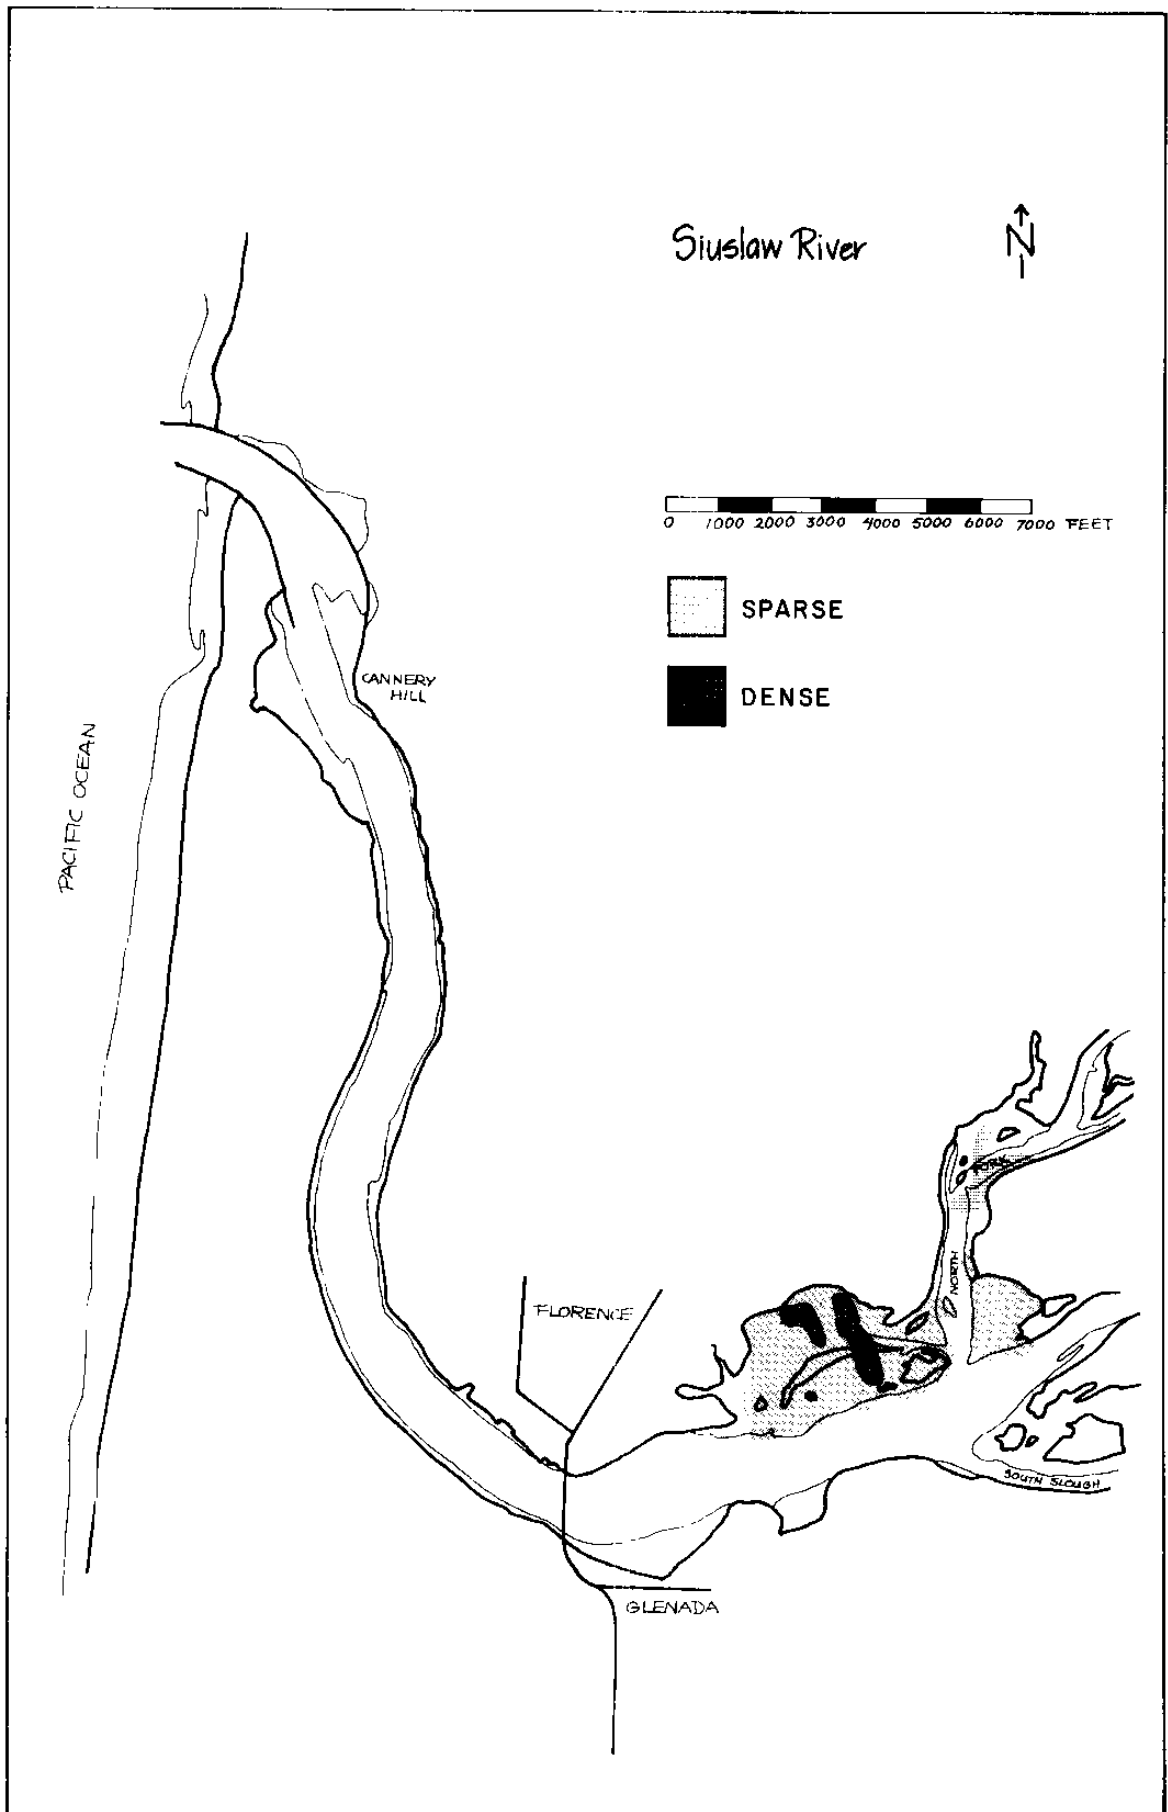 Siuslaw River
N
0 1000 2000 3000 4000 5000 6000 7000 FEET
SPARSE
DENSE
CANNERY
HILL
PACIFIC OCEAN
FORK
NORTH
FLORENCE
SOUTH SLOUGH
GLENADA